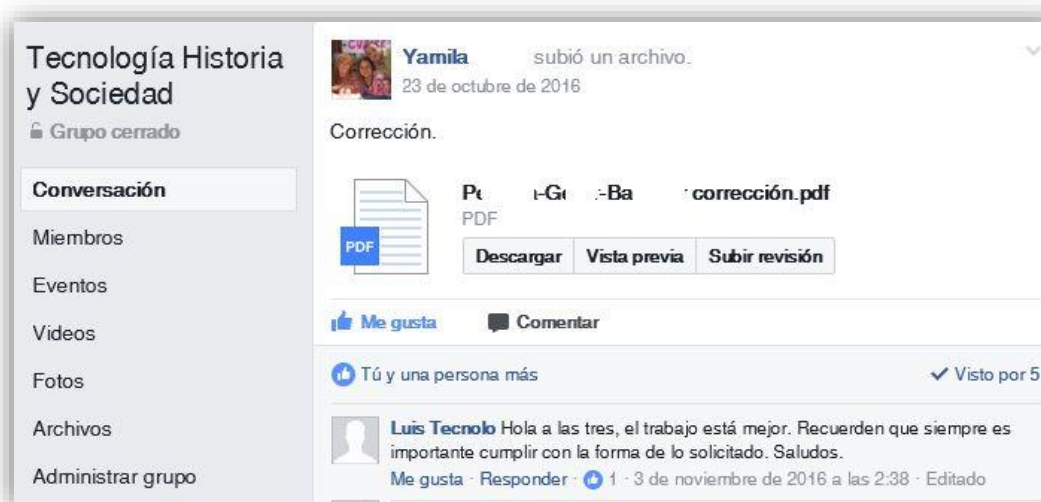 Tecnología Historia
y Sociedad
Grupo cerrado
Conversación
Miembros
Eventos
Videos
Fotos
Archivos
Administrar grupo
Yamila subió un archivo.
23 de octubre de 2016
Corrección.
corrección.pdf
PDF
PDF
Descargar Vista previa Subir revisión
Me gusta Comentar
Tú y una persona más Visto por 5
Luis Tecnolo Hola a las tres, el trabajo está mejor. Recuerden que siempre es
importante cumplir con la forma de lo solicitado. Saludos.
Me gusta · Responder · 1 · 3 de noviembre de 2016 a las 2:38 · Editado